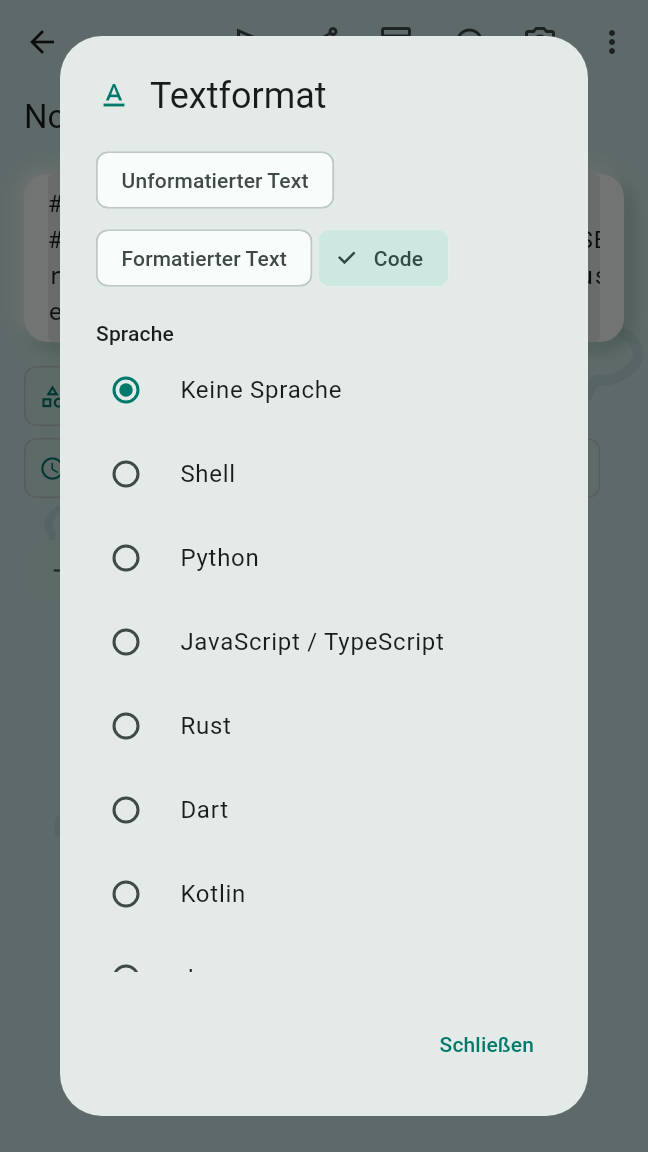 Textformat
Unformatierter Text
Formatierter Text
Code
Sprache
Keine Sprache
Shell
Python
JavaScript / TypeScript
Rust
Dart
Kotlin
Schließen